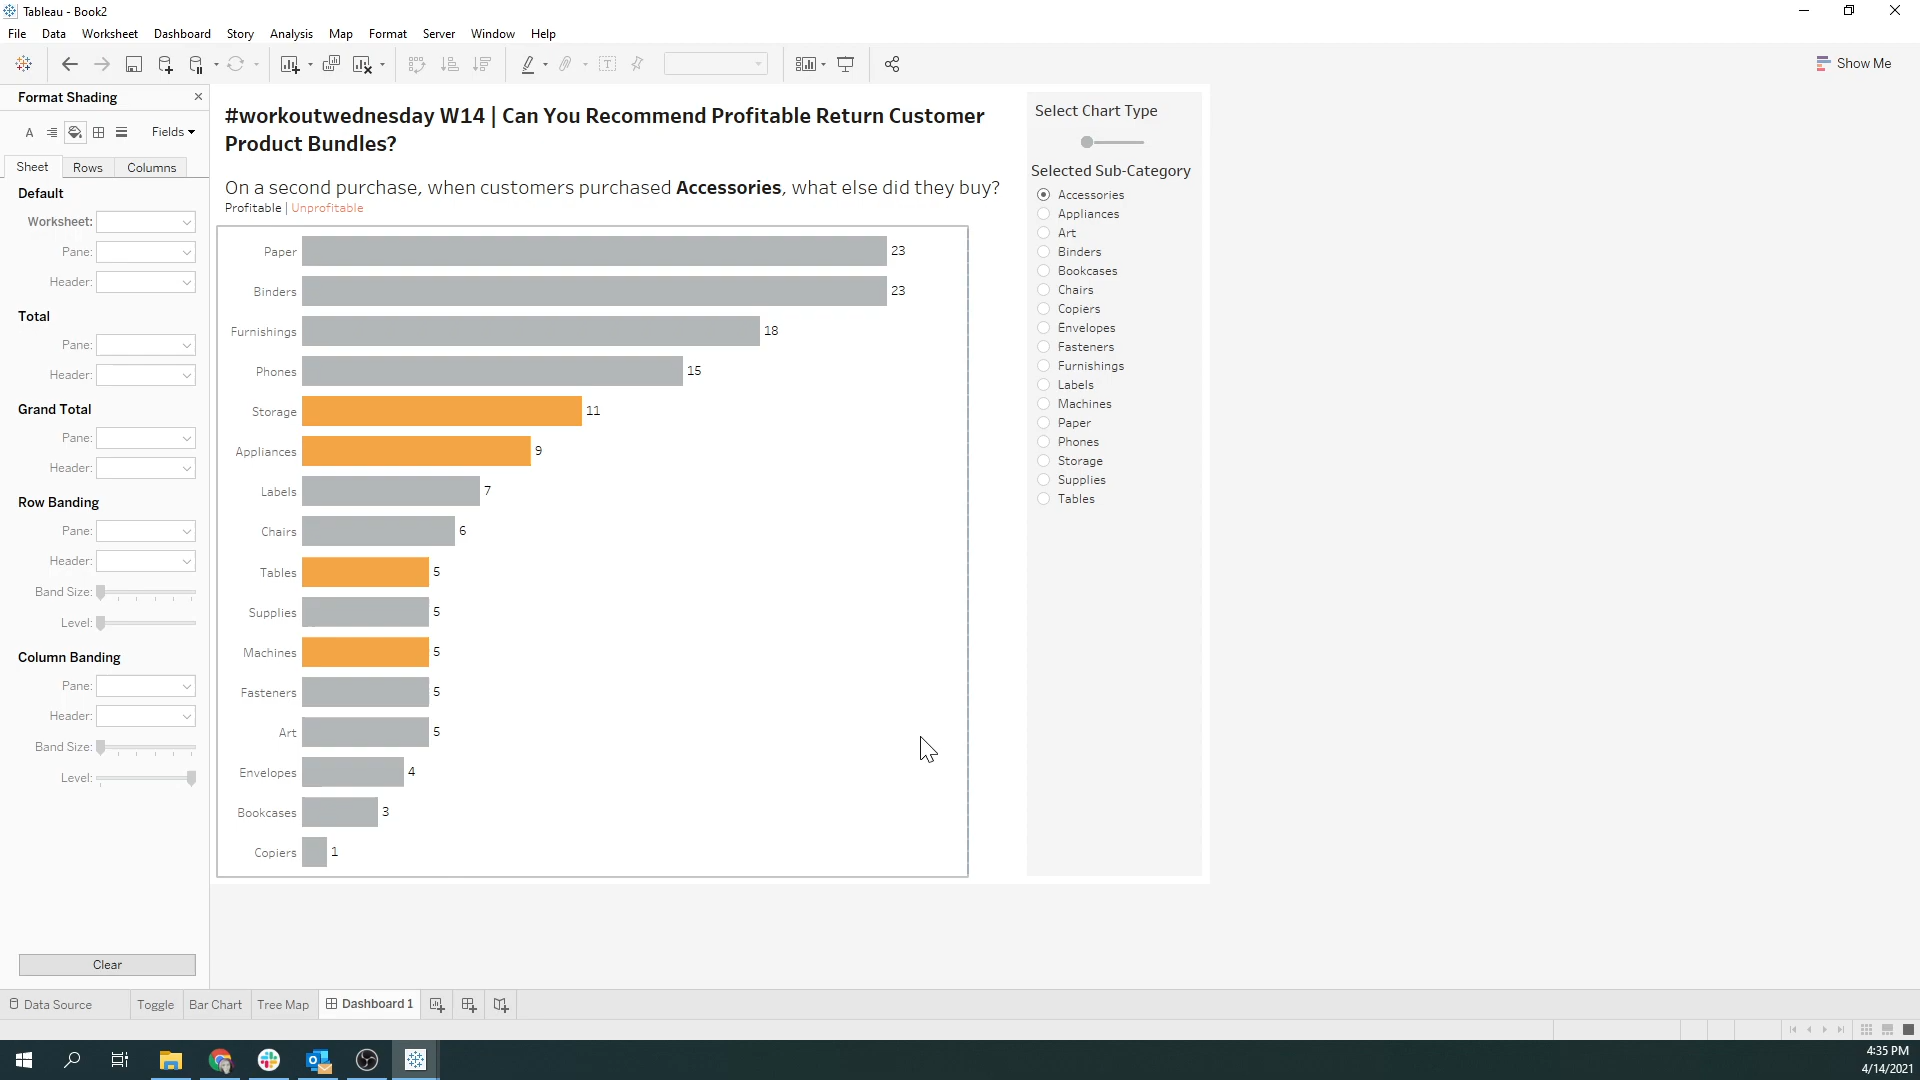 Tableau - Book2
File Data Worksheet Dashboard Story Analysis Map Format Server Window Help
Show Me
Format Shading
A Fields
Sheet Rows Columns
Default
Worksheet:
Pane:
Header:
Total
Pane:
Header:
Grand Total
Pane:
Header:
Row Banding
Pane:
Header:
Band Size:
Level:
Column Banding
Pane:
Header:
Band Size:
Level:
Clear
#workoutwednesday W14 | Can You Recommend Profitable Return Customer
Product Bundles?
On a second purchase, when customers purchased Accessories, what else did they buy?
Profitable | Unprofitable
Paper 23
Binders 23
Furnishings 18
Phones 15
Storage 11
Appliances 9
Labels 7
Chairs 6
Tables 5
Supplies 5
Machines 5
Fasteners 5
Art 5
Envelopes 4
Bookcases 3
Copiers 1
Select Chart Type
Selected Sub-Category
Accessories
Appliances
Art
Binders
Bookcases
Chairs
Copiers
Envelopes
Fasteners
Furnishings
Labels
Machines
Paper
Phones
Storage
Supplies
Tables
Data Source Toggle Bar Chart Tree Map Dashboard 1
4:35 PM
4/14/2021